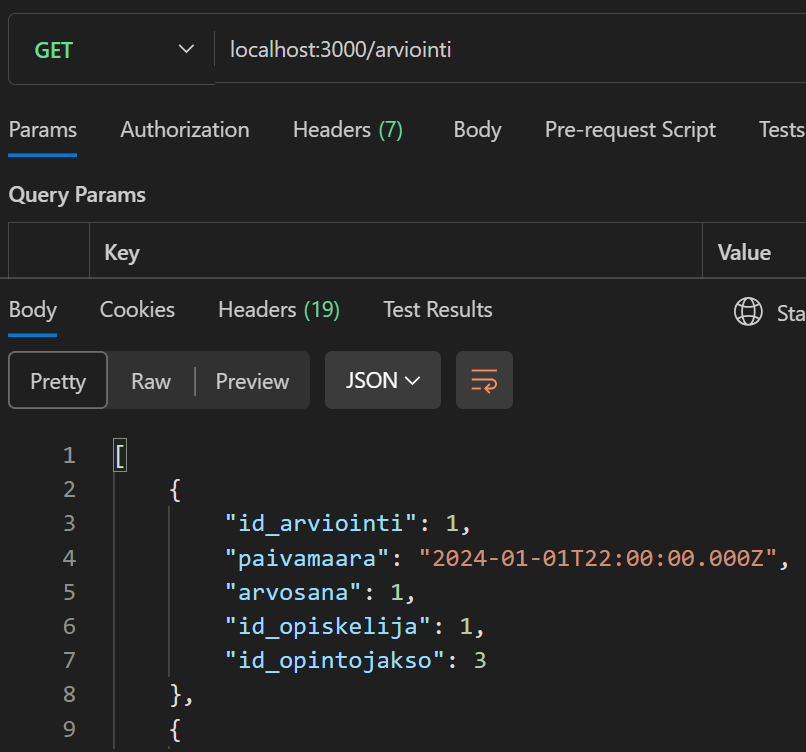 GET localhost:3000/arviointi
Params Authorization Headers (7) Body Pre-request Script Tests
Query Params
Key Value
Body Cookies Headers (19) Test Results Sta
Pretty Raw Preview JSON
1 [
2 {
3 "id_arviointi": 1,
4 "paivamaara": "2024-01-01T22:00:00.000Z",
5 "arvosana": 1,
6 "id_opiskelija": 1,
7 "id_opintojakso": 3
8 },
9 {